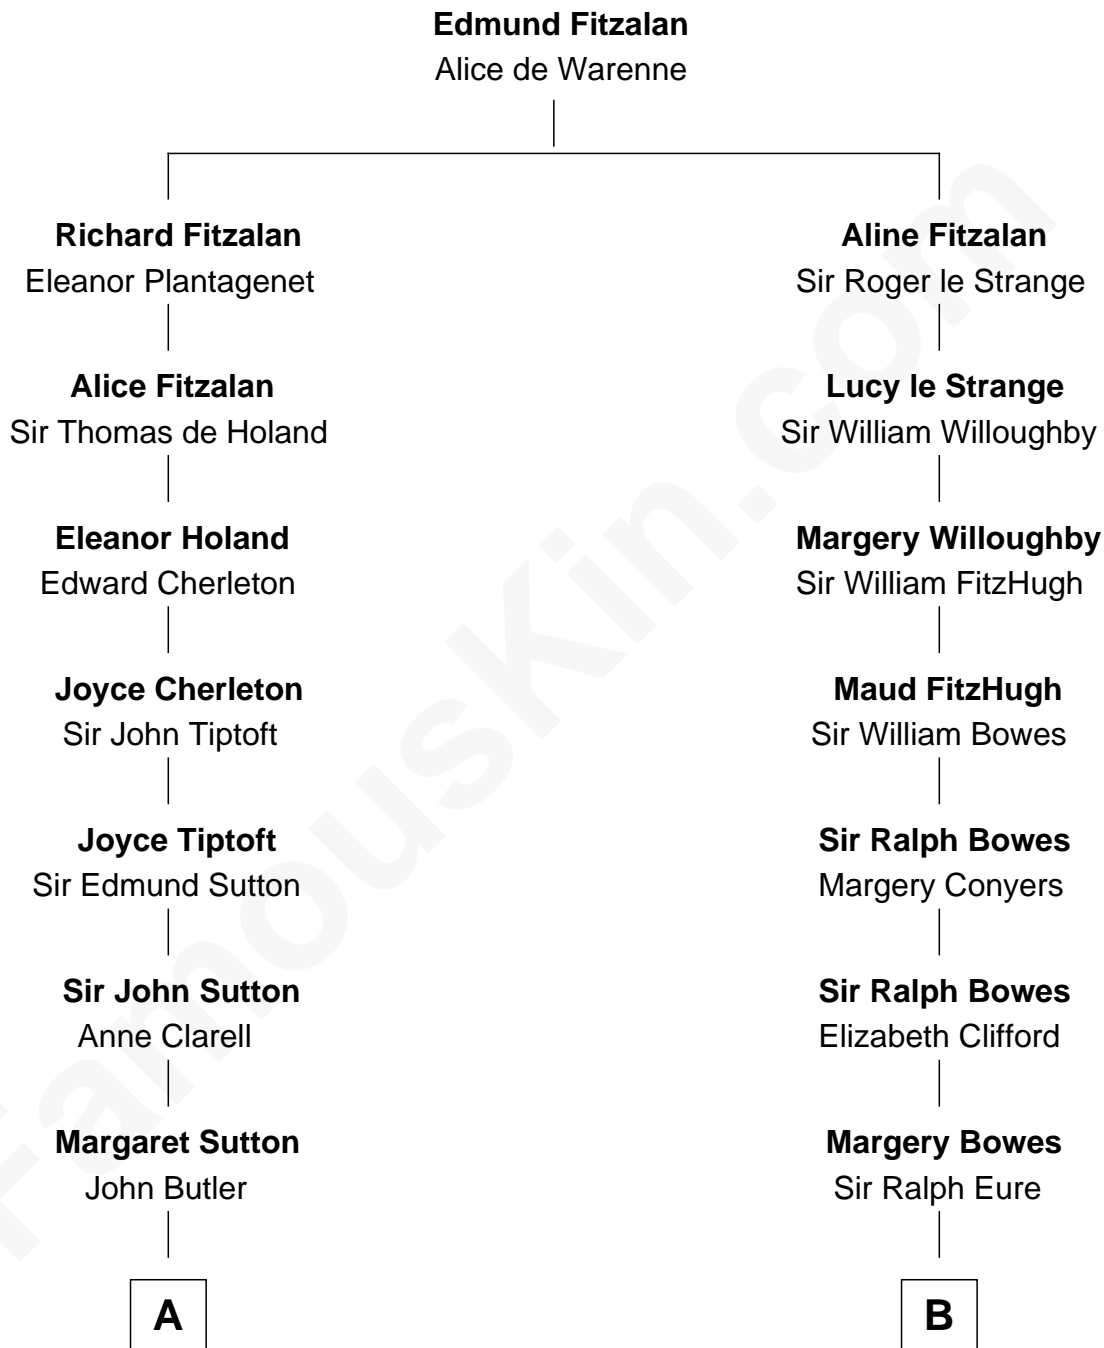 Edmund Fitzalan
Alice de Warenne
Richard Fitzalan
Eleanor Plantagenet
Aline Fitzalan
Sir Roger le Strange
Alice Fitzalan
Sir Thomas de Holand
Lucy le Strange
Sir William Willoughby
Eleanor Holand
Edward Cherleton
Margery Willoughby
Sir William FitzHugh
Joyce Cherleton
Sir John Tiptoft
Maud FitzHugh
Sir William Bowes
Joyce Tiptoft
Sir Edmund Sutton
Sir Ralph Bowes
Margery Conyers
Sir John Sutton
Anne Clarell
Sir Ralph Bowes
Elizabeth Clifford
Margaret Sutton
John Butler
Margery Bowes
Sir Ralph Eure
A
B
FamousKin.com